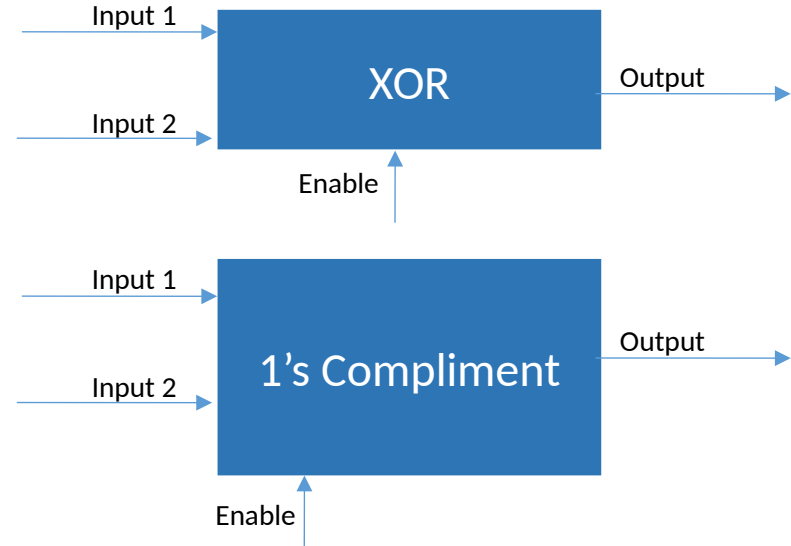 Input 1
XOR
Output
Input 2
Enable
Input 1
Output
1’s Compliment
Input 2
Enable